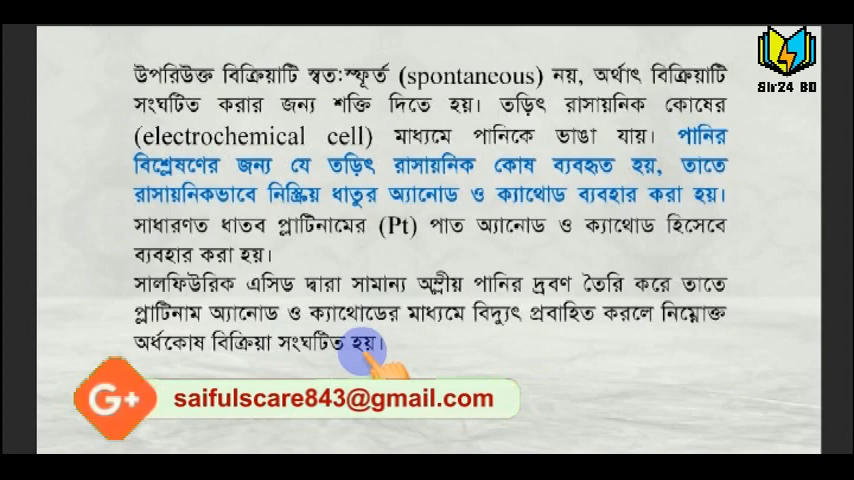 উপরিউক্ত বিক্রিয়াটি স্বত:স্ফূর্ত (spontaneous) নয়, অর্থাৎ বিক্রিয়াটি
সংঘটিত করার জন্য শক্তি দিতে হয়। তড়িৎ রাসায়নিক কোষের
(electrochemical cell) মাধ্যমে পানিকে ভাঙা যায়। পানির
বিশ্লেষণের জন্য যে তড়িৎ রাসায়নিক কোষ ব্যবহৃত হয়, তাতে
রাসায়নিকভাবে নিষ্ক্রিয় ধাতুর অ্যানোড ও ক্যাথোড ব্যবহার করা হয়।
সাধারণত ধাতব প্লাটিনামের (Pt) পাত অ্যানোড ও ক্যাথোড হিসেবে
ব্যবহার করা হয়।
সালফিউরিক এসিড দ্বারা সামান্য অম্লীয় পানির দ্রবণ তৈরি করে তাতে
প্লাটিনাম অ্যানোড ও ক্যাথোডের মাধ্যমে বিদ্যুৎ প্রবাহিত করলে নিম্নোক্ত
অর্ধকোষ বিক্রিয়া সংঘটিত হয়।
G+ saifulscare843@gmail.com
Sir24 BD